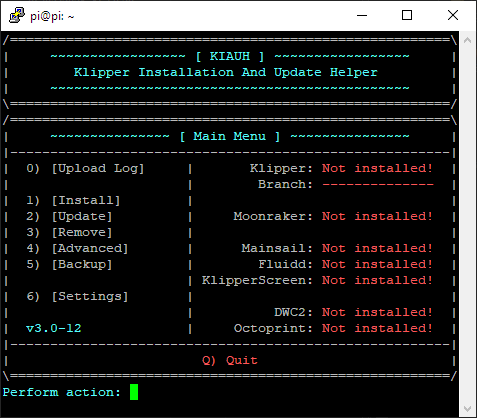 pi@pi: ~
/=======================================================\
|     ~~~~~~~~~~~~~~~~~ [ KIAUH ] ~~~~~~~~~~~~~~~~~     |
|        Klipper Installation And Update Helper         |
|     ~~~~~~~~~~~~~~~~~~~~~~~~~~~~~~~~~~~~~~~~~~~~~     |
\=======================================================/
/=======================================================\
|     ~~~~~~~~~~~~~~~ [ Main Menu ] ~~~~~~~~~~~~~~~     |
|-------------------------------------------------------|
|  0) [Upload Log]      |       Klipper: Not installed! |
|                       |        Branch: -------------- |
|  1) [Install]         |                               |
|  2) [Update]          |     Moonraker: Not installed! |
|  3) [Remove]          |                               |
|  4) [Advanced]        |      Mainsail: Not installed! |
|  5) [Backup]          |        Fluidd: Not installed! |
|                       | KlipperScreen: Not installed! |
|  6) [Settings]        |                               |
|                       |          DWC2: Not installed! |
|  v3.0-12              |     Octoprint: Not installed! |
|-------------------------------------------------------|
|                        Q) Quit                        |
\=======================================================/
Perform action: